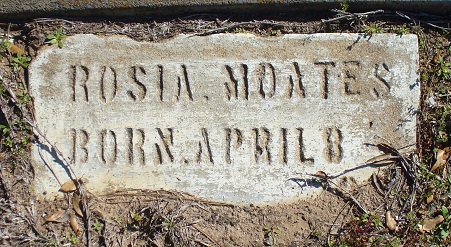 ROSIA. MOATES
BORN. APRIL 8